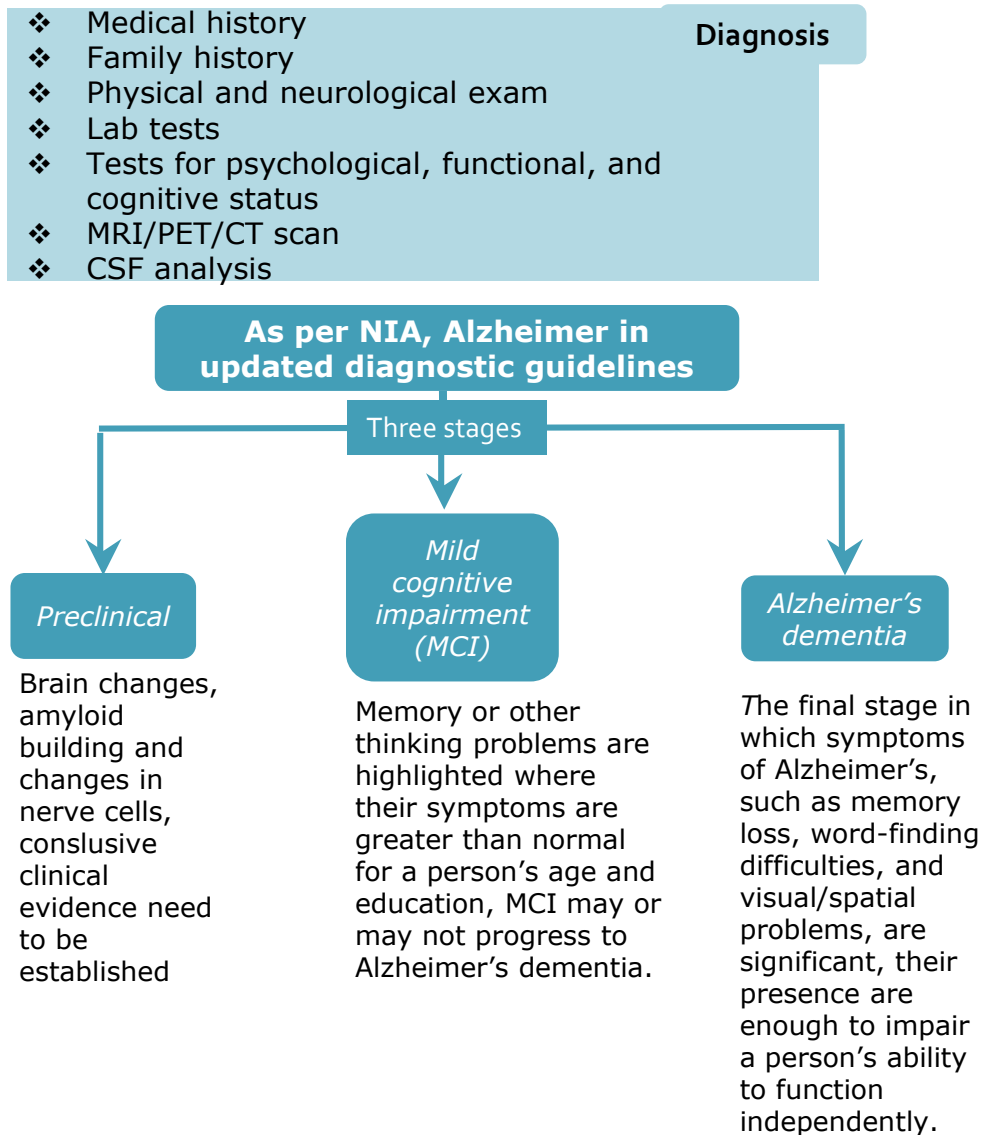 Diagnosis
❖ Medical history
❖ Family history
❖ Physical and neurological exam
❖ Lab tests
❖ Tests for psychological, functional, and
cognitive status
❖ MRI/PET/CT scan
❖ CSF analysis
As per NIA, Alzheimer in
updated diagnostic guidelines
Three stages
Preclinical
Brain changes,
amyloid
building and
changes in
nerve cells,
conslusive
clinical
evidence need
to be
established
Mild
cognitive
impairment
(MCI)
Memory or other
thinking problems are
highlighted where
their symptoms are
greater than normal
for a person's age and
education, MCI may or
may not progress to
Alzheimer's dementia.
Alzheimer's
dementia
The final stage in
which symptoms
of Alzheimer's,
such as memory
loss, word-finding
difficulties, and
visual/spatial
problems, are
significant, their
presence are
enough to impair
a person's ability
to function
independently.